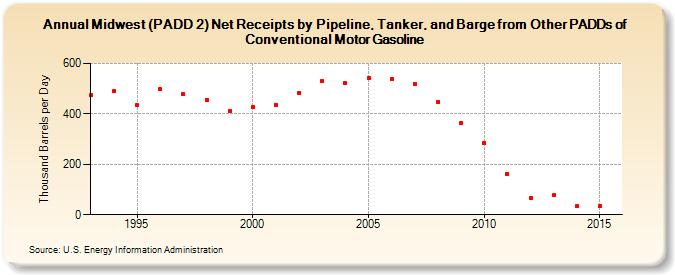 Annual Midwest (PADD 2) Net Receipts by Pipeline, Tanker, and Barge from Other PADDs of
Conventional Motor Gasoline
Thousand Barrels per Day
600
400
200
0
1995
2000
2005
2010
2015
Source: U.S. Energy Information Administration